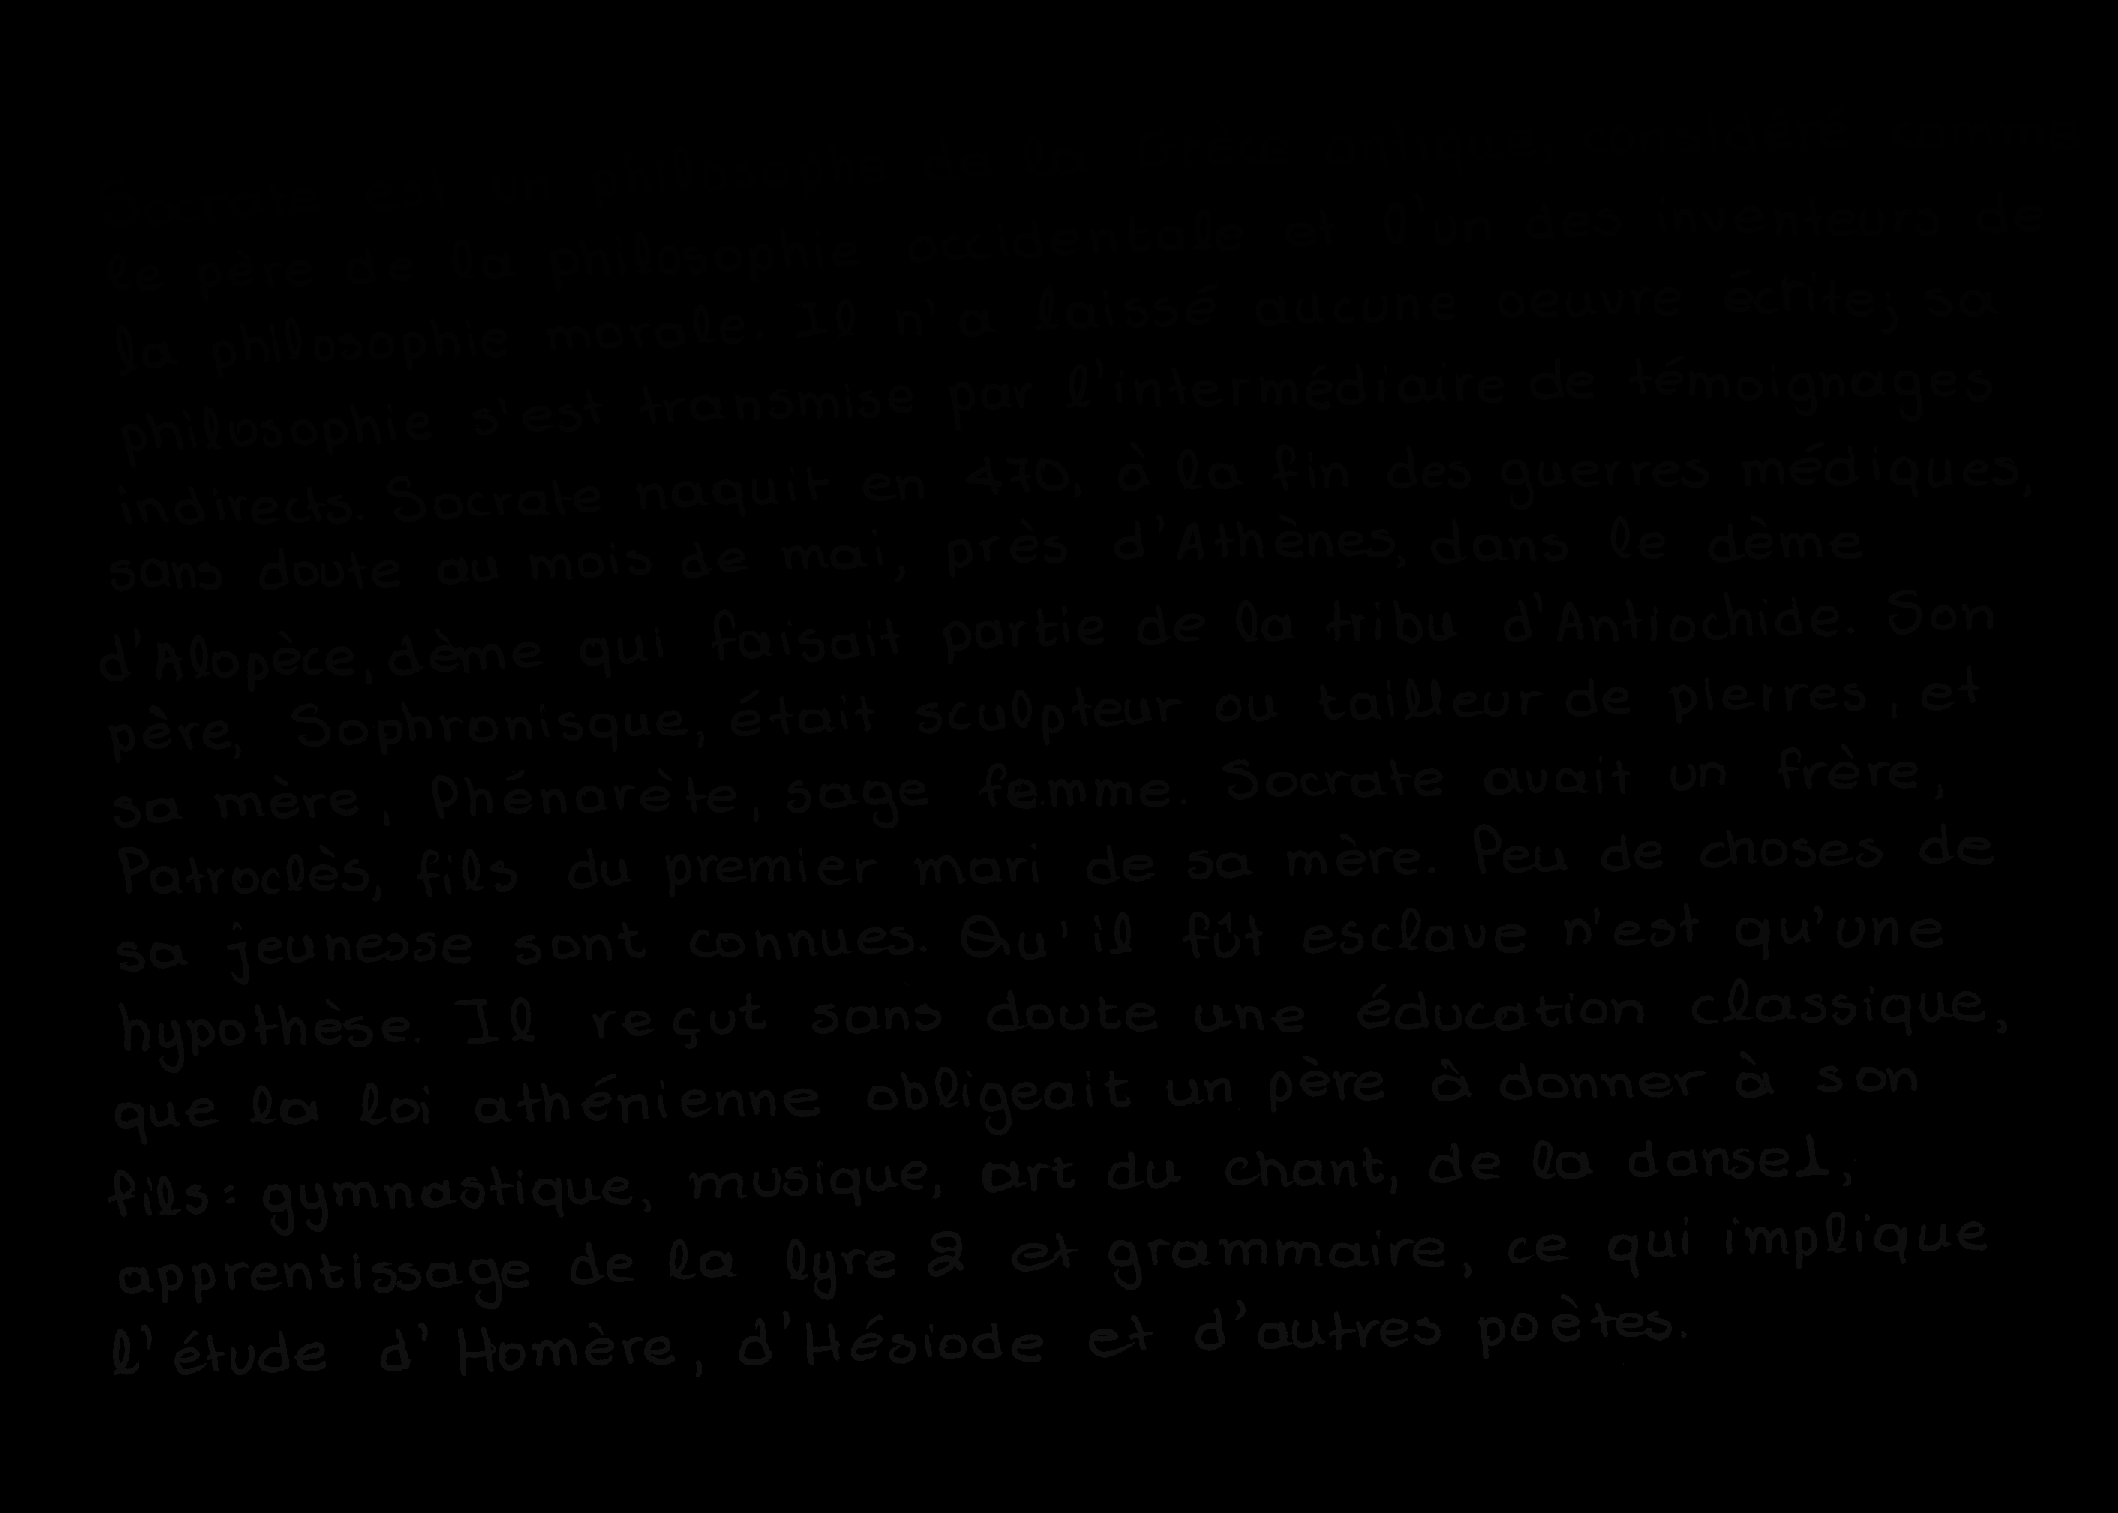 Socrate est un philosophe de la Grèce antique, considéré comme
le père de la philosophie occidentale et l'un des inventeurs de
la philosophie morale. Il n'a laissé aucune oeuvre écrite; sa
philosophie s'est transmise par l'intermédiaire de témoignages
indirects. Socrate naquit en 470, à la fin des guerres médiques,
sans doute au mois de mai, près d'Athènes, dans le dème
d'Alopèce, dème qui faisait partie de la tribu d'Antiochide. Son
père, Sophronisque, était sculpteur ou tailleur de pierres, et
sa mère, Phénarète, sage femme. Socrate avait un frère,
Patroclès, fils du premier mari de sa mère. Peu de choses de
sa jeunesse sont connues. Qu'il fût esclave n'est qu'une
hypothèse. Il reçut sans doute une éducation classique,
que la loi athénienne obligeait un père à donner à son
fils: gymnastique, musique, art du chant, de la danse1,
apprentissage de la lyre 2 et grammaire, ce qui implique
l'étude d'Homère, d'Hésiode et d'autres poètes.